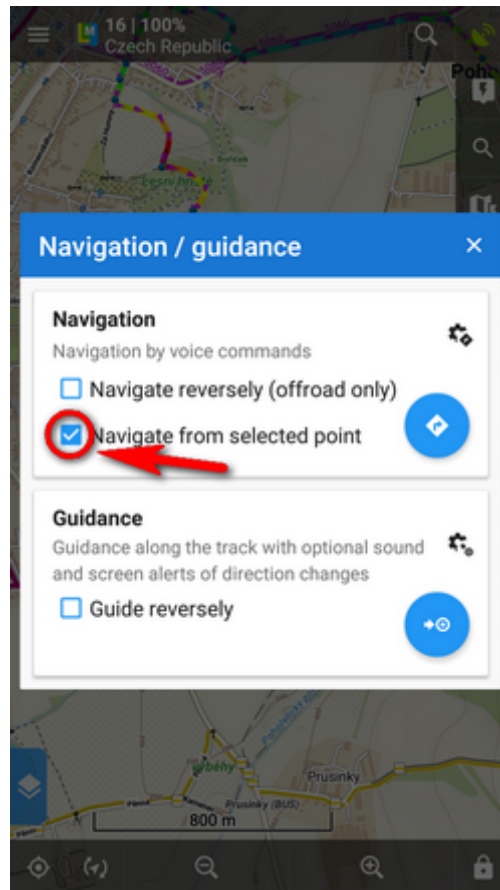 16 | 100%
Czech Republic
Navigation / guidance
Navigation
Navigation by voice commands
Navigate reversely (offroad only)
Navigate from selected point
Guidance
Guidance along the track with optional sound
and screen alerts of direction changes
Guide reversely
Prusinky
Prusinky (BUS)
800 m